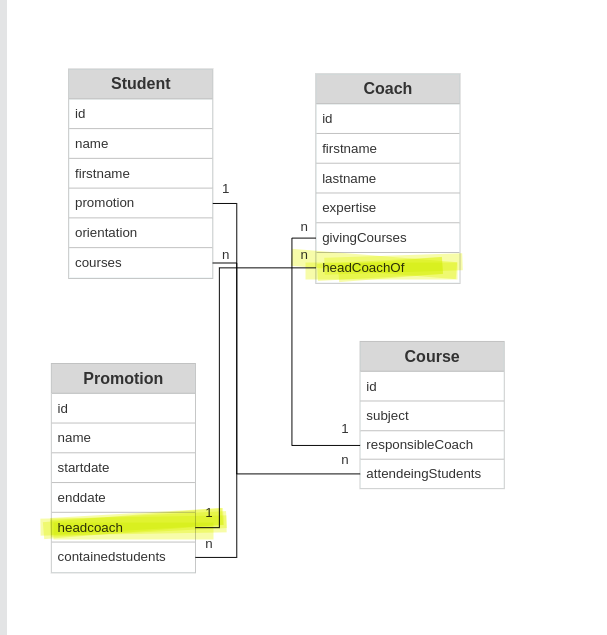 Student
id
name
firstname
promotion
orientation
courses
1
n
Coach
id
firstname
lastname
expertise
givingCourses
headCoachOf
n
n
Promotion
id
name
startdate
enddate
headcoach
containedstudents
1
n
Course
id
subject
responsibleCoach
attendeingStudents
1
n